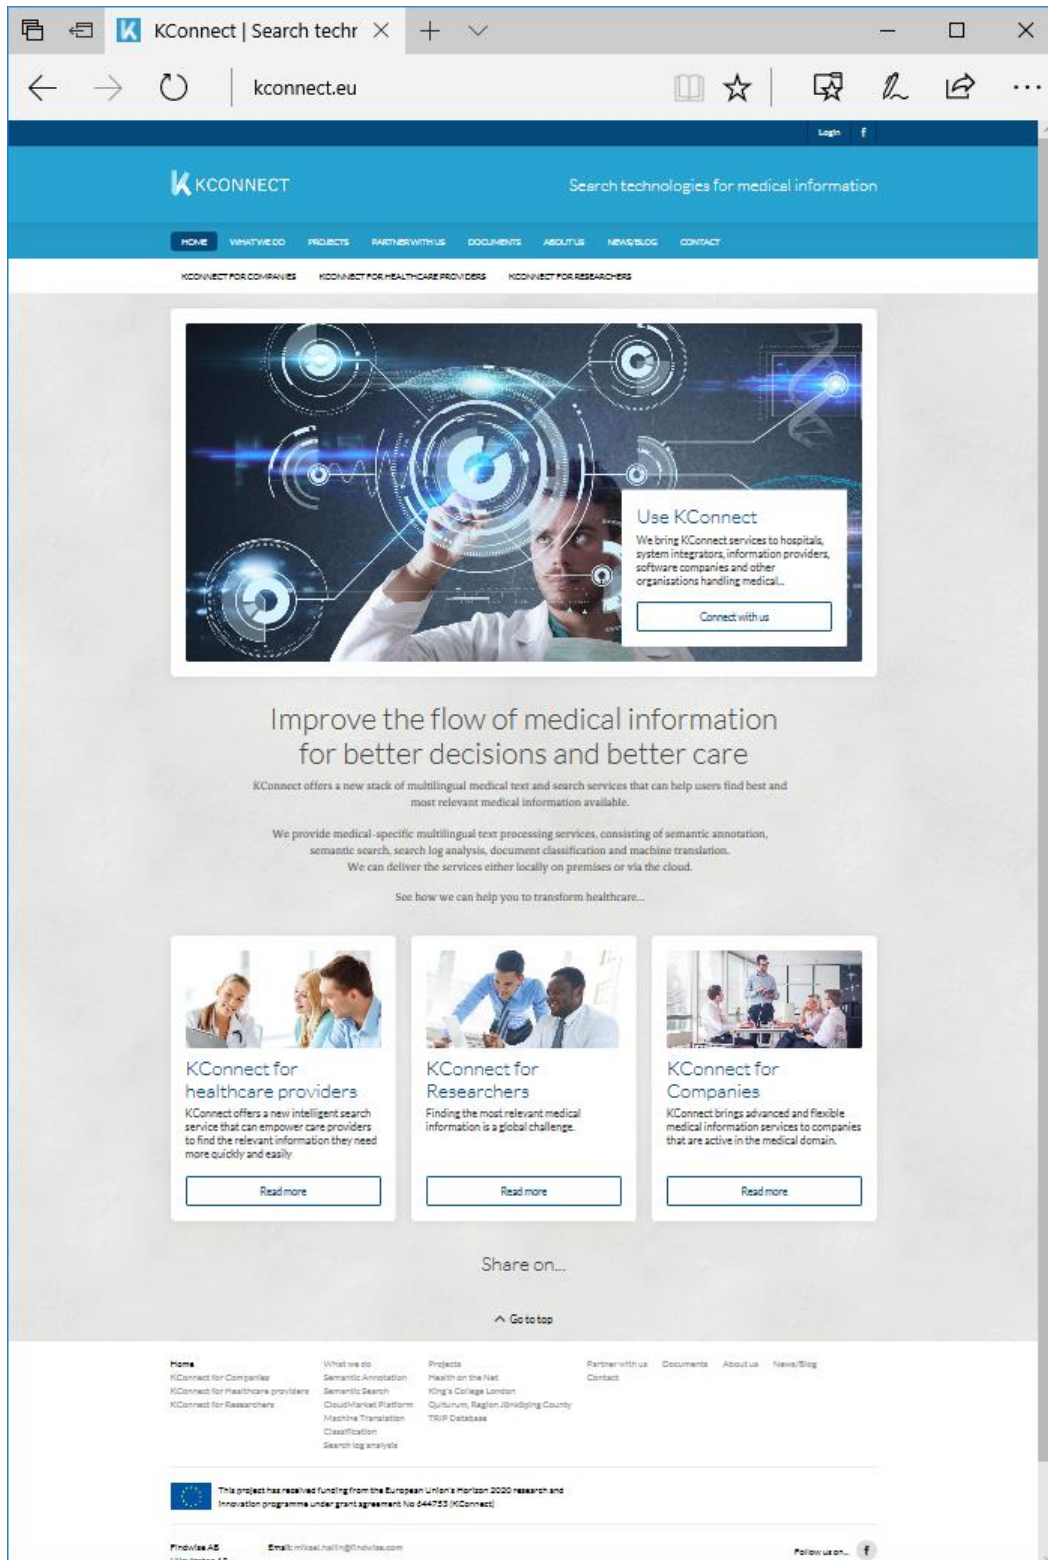 KConnect | Search techr
kconnect.eu
Login f
KCONNECT
Search technologies for medical information
HOME WHAT WE DO PROJECTS PARTNER WITH US DOCUMENTS ABOUT US NEWS/BLOG CONTACT
KCONNECT FOR COMPANIES KCONNECT FOR HEALTHCARE PROVIDERS KCONNECT FOR RESEARCHERS
Use KConnect
We bring KConnect services to hospitals,
system integrators, information providers,
software companies and other
organisations handling medical...
Connect with us
Improve the flow of medical information
for better decisions and better care
KConnect offers a new stack of multilingual medical text and search services that can help users find best and
most relevant medical information available.
We provide medical-specific multilingual text processing services, consisting of semantic annotation,
semantic search, search log analysis, document classification and machine translation.
We can deliver the services either locally on premises or via the cloud.
See how we can help you to transform healthcare...
KConnect for
healthcare providers
KConnect offers a new intelligent search
service that can empower care providers
to find the relevant information they need
more quickly and easily
Read more
KConnect for
Researchers
Finding the most relevant medical
information is a global challenge.
Read more
KConnect for
Companies
KConnect brings advanced and flexible
medical information services to companies
that are active in the medical domain.
Read more
Share on...
Go to top
Home
KConnect for Companies
KConnect for Healthcare providers
KConnect for Researchers
What we do
Semantic Annotation
Semantic Search
CloudMarket Platform
Machine Translation
Classification
Search log analysis
Projects
Health on the Net
King's College London
Qulturum, Region Jönköping County
TRIP Database
Partner with us Documents About us News/Blog
Contact
This project has received funding from the European Union's Horizon 2020 research and
innovation programme under grant agreement No 644753 (KConnect)
Findwise AB
Email: mikael.hallin@findwise.com
Follow us on... f